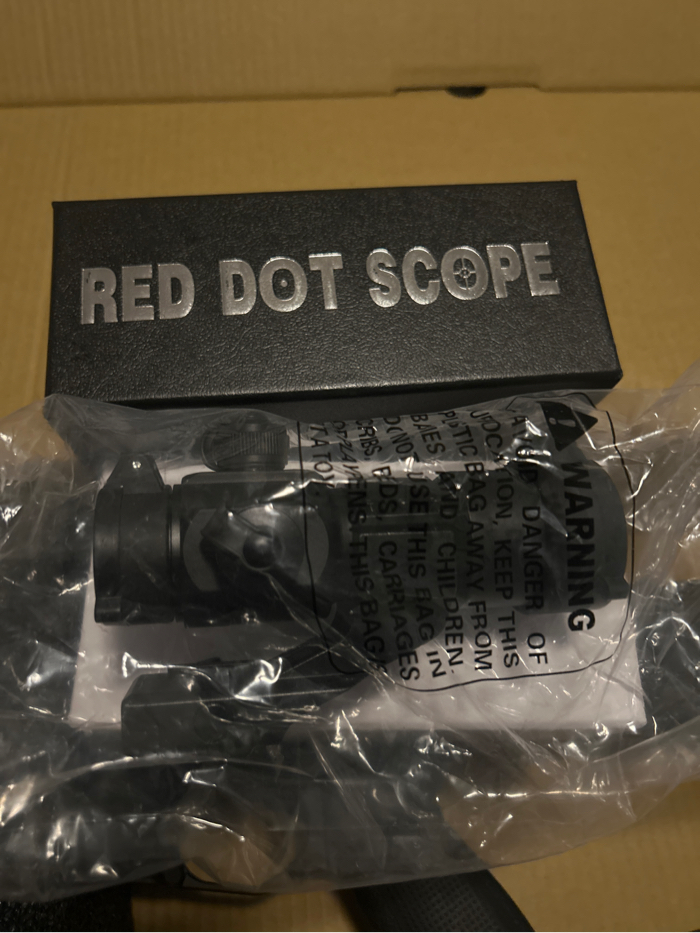 RED DOT SCOPE
WARNING
DANGER OF
KEEP THIS
BAG AWAY FROM
AND CHILDREN.
USE THIS BAG IN
CARRIAGES
THIS BAG